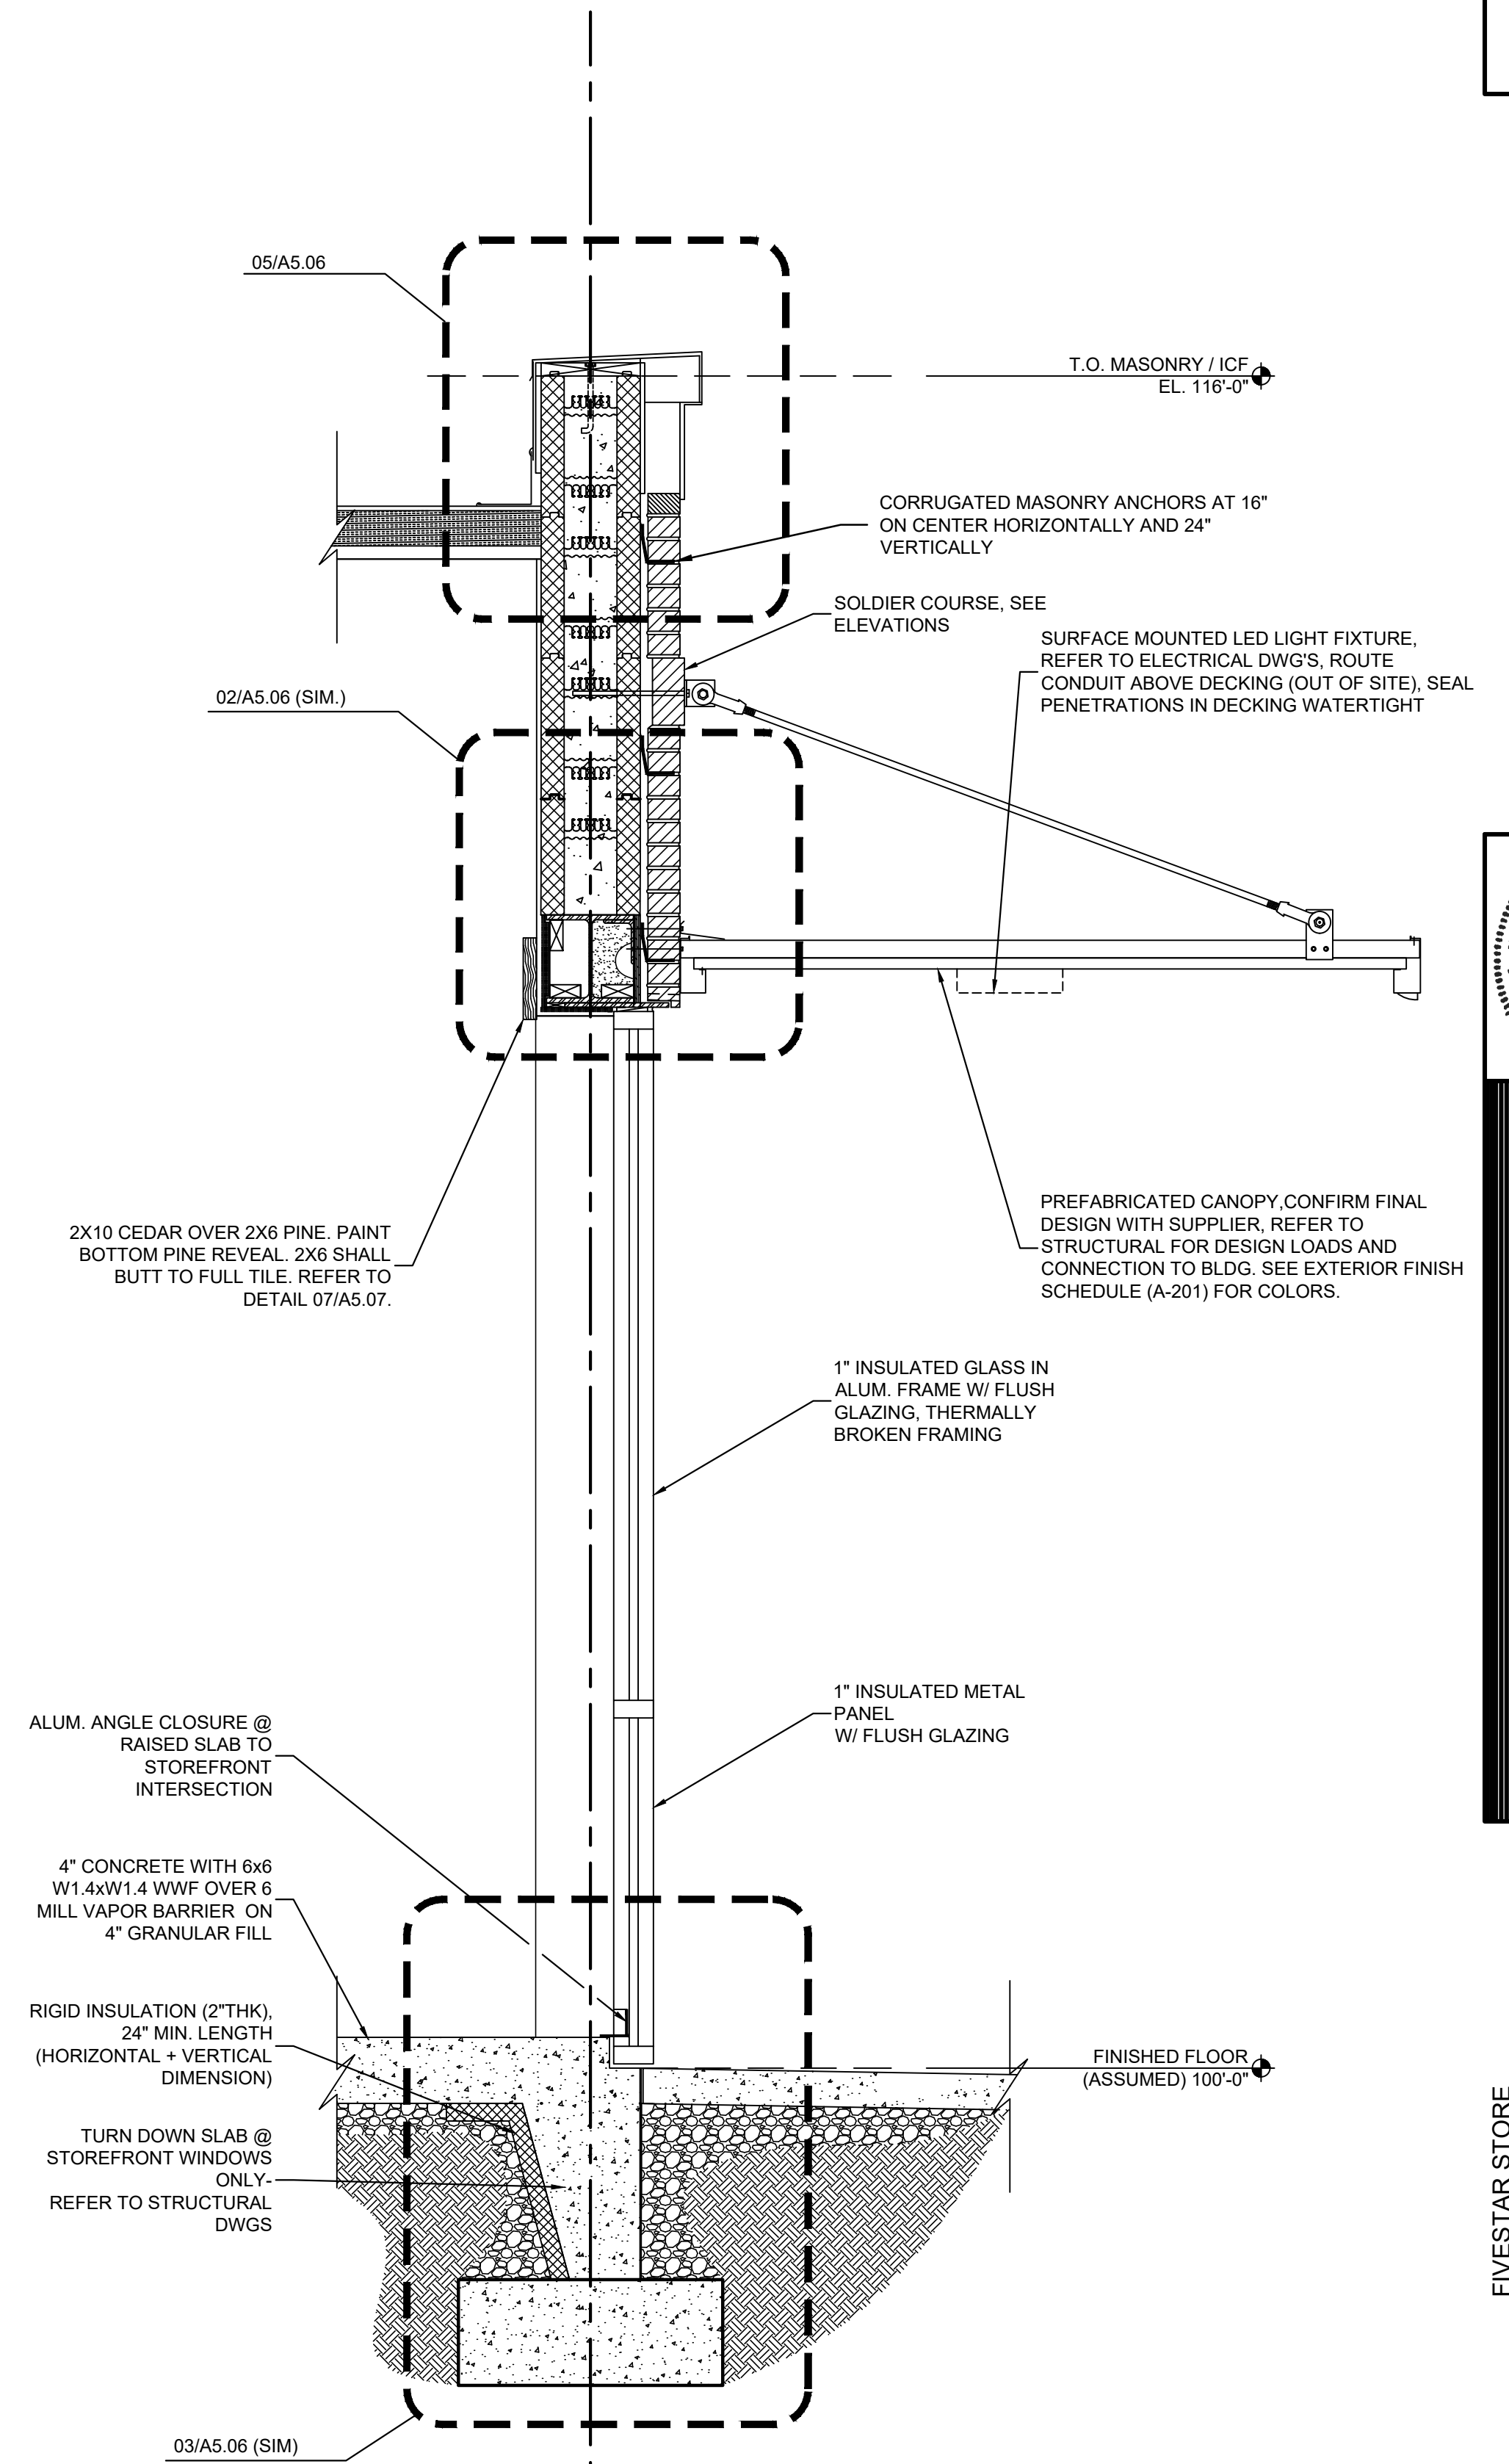 05/A5.06
T.O. MASONRY / ICF
EL. 116'-0"
CORRUGATED MASONRY ANCHORS AT 16"
ON CENTER HORIZONTALLY AND 24"
VERTICALLY
SOLDIER COURSE, SEE
ELEVATIONS
SURFACE MOUNTED LED LIGHT FIXTURE,
REFER TO ELECTRICAL DWG'S, ROUTE
CONDUIT ABOVE DECKING (OUT OF SITE), SEAL
PENETRATIONS IN DECKING WATERTIGHT
02/A5.06 (SIM.)
2X10 CEDAR OVER 2X6 PINE. PAINT
BOTTOM PINE REVEAL. 2X6 SHALL
BUTT TO FULL TILE. REFER TO
DETAIL 07/A5.07.
PREFABRICATED CANOPY,CONFIRM FINAL
DESIGN WITH SUPPLIER, REFER TO
STRUCTURAL FOR DESIGN LOADS AND
CONNECTION TO BLDG. SEE EXTERIOR FINISH
SCHEDULE (A-201) FOR COLORS.
1" INSULATED GLASS IN
ALUM. FRAME W/ FLUSH
GLAZING, THERMALLY
BROKEN FRAMING
1" INSULATED METAL
PANEL
W/ FLUSH GLAZING
ALUM. ANGLE CLOSURE @
RAISED SLAB TO
STOREFRONT
INTERSECTION
4" CONCRETE WITH 6x6
W1.4xW1.4 WWF OVER 6
MILL VAPOR BARRIER ON
4" GRANULAR FILL
RIGID INSULATION (2"THK),
24" MIN. LENGTH
(HORIZONTAL + VERTICAL
DIMENSION)
FINISHED FLOOR
(ASSUMED) 100'-0"
TURN DOWN SLAB @
STOREFRONT WINDOWS
ONLY-
REFER TO STRUCTURAL
DWGS
03/A5.06 (SIM)
FIVESTAR STORE